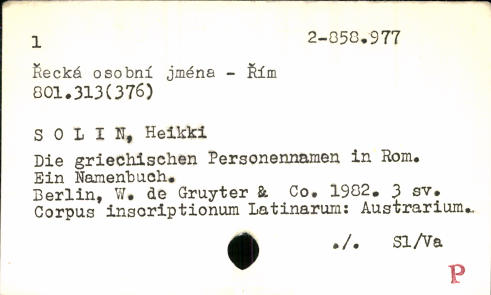 1 2-858.977
Řecká osobní jména - Řím
801.313(376)
S O L I N, Heikki
Die griechischen Personennamen in Rom.
Ein Namenbuch.
Berlin, W. de Gruyter & Co. 1982. 3 sv.
Corpus inscriptionum Latinarum: Austrarium.
./. Sl/Va
P